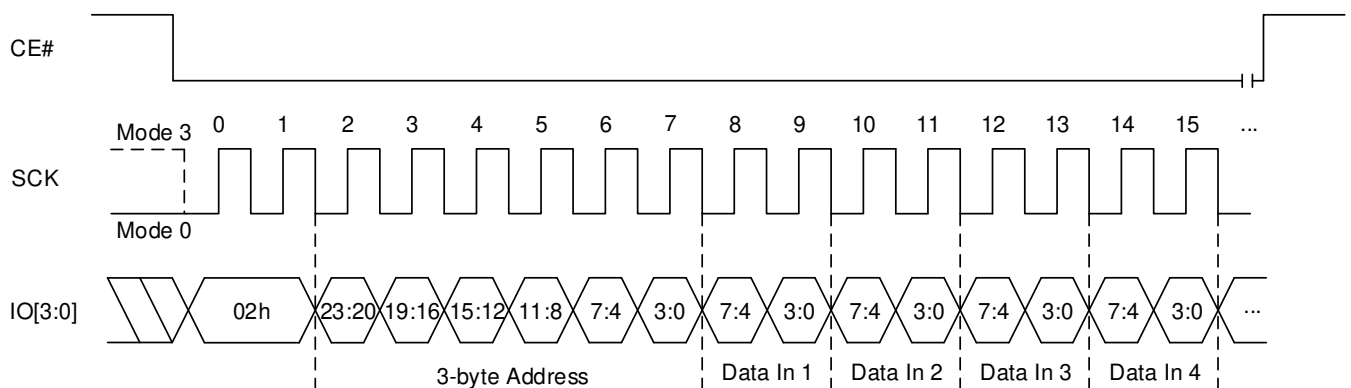 CE#
Mode 3 0 1 2 3 4 5 6 7 8 9 10 11 12 13 14 15 ...
SCK
Mode 0
IO[3:0] 02h 23:20 19:16 15:12 11:8 7:4 3:0 7:4 3:0 7:4 3:0 7:4 3:0 7:4 3:0 ...
3-byte Address Data In 1 Data In 2 Data In 3 Data In 4